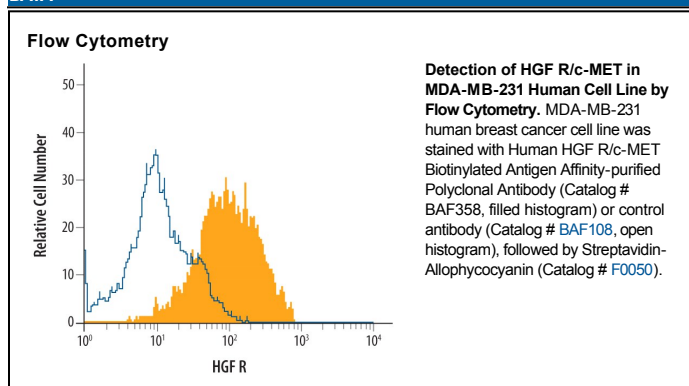 Flow Cytometry
Detection of HGF R/c-MET in
MDA-MB-231 Human Cell Line by
Flow Cytometry. MDA-MB-231
human breast cancer cell line was
stained with Human HGF R/c-MET
Biotinylated Antigen Affinity-purified
Polyclonal Antibody (Catalog #
BAF358, filled histogram) or control
antibody (Catalog # BAF108, open
histogram), followed by Streptavidin-
Allophycocyanin (Catalog # F0050).
Relative Cell Number
50
40
30
20
10
0
10⁰ 10¹ 10² 10³ 10⁴
HGF R